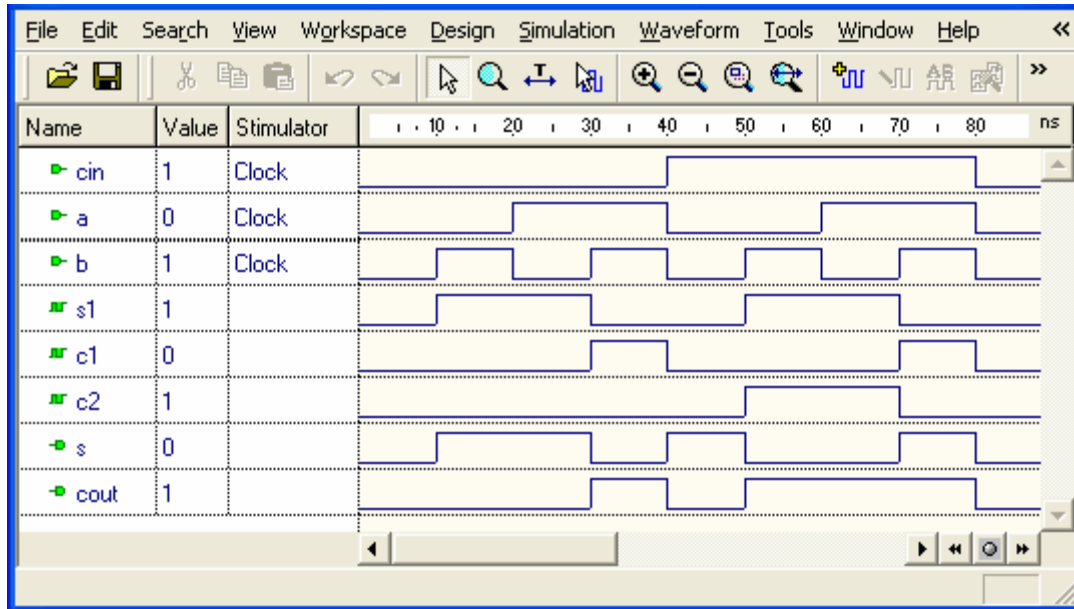 File Edit Search View Workspace Design Simulation Waveform Tools Window Help «
T AB »
Name Value Stimulator 10 20 30 40 50 60 70 80 ns
cin 1 Clock
a 0 Clock
b 1 Clock
s1 1
c1 0
c2 1
s 0
cout 1